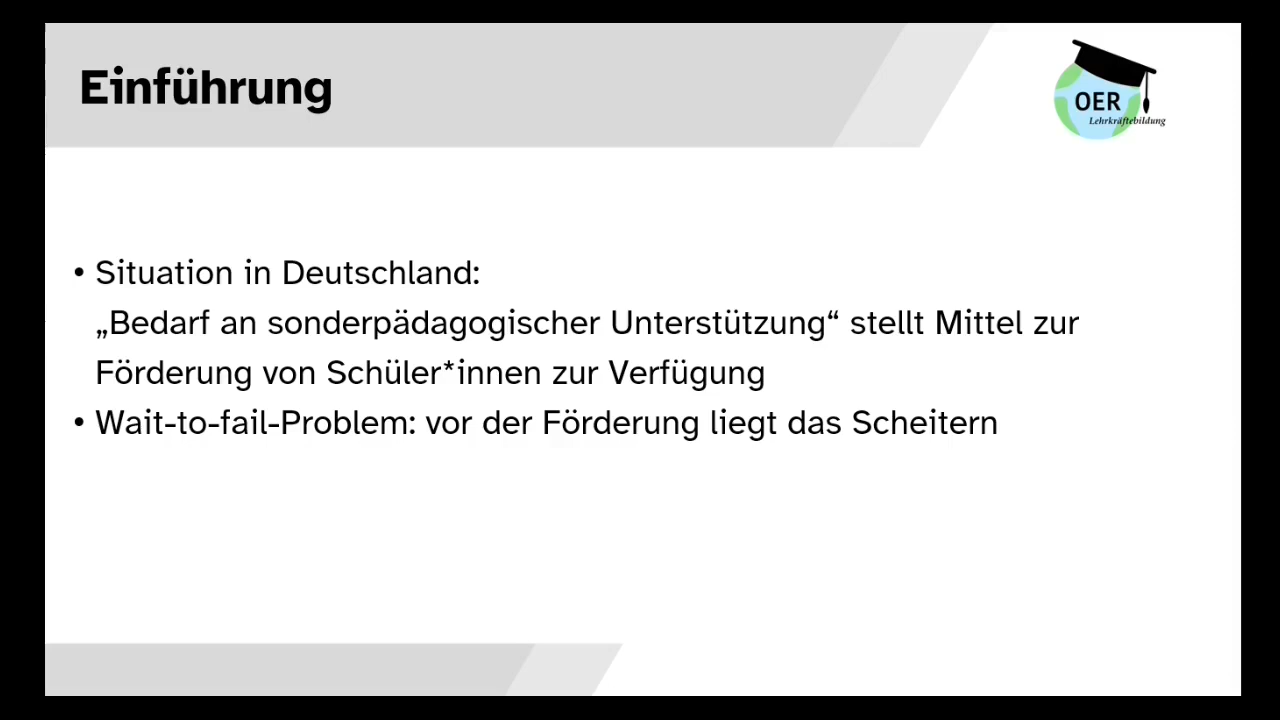 Einführung
OER
Lehrkräftebildung
• Situation in Deutschland:
„Bedarf an sonderpädagogischer Unterstützung“ stellt Mittel zur
Förderung von Schüler*innen zur Verfügung
• Wait-to-fail-Problem: vor der Förderung liegt das Scheitern